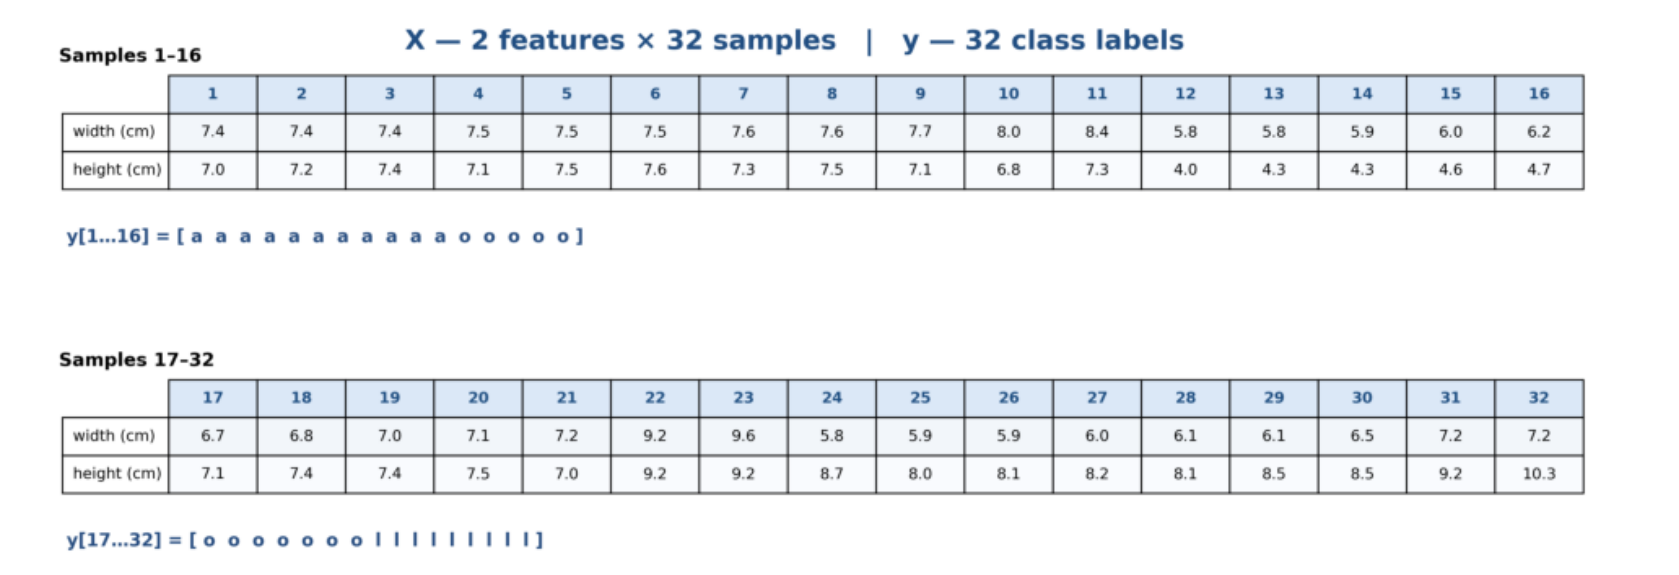 X — 2 features × 32 samples | y — 32 class labels
Samples 1–16
1 2 3 4 5 6 7 8 9 10 11 12 13 14 15 16
width (cm) 7.4 7.4 7.4 7.5 7.5 7.5 7.6 7.6 7.7 8.0 8.4 5.8 5.8 5.9 6.0 6.2
height (cm) 7.0 7.2 7.4 7.1 7.5 7.6 7.3 7.5 7.1 6.8 7.3 4.0 4.3 4.3 4.6 4.7
y[1...16] = [ a a a a a a a a a a a o o o o o ]
Samples 17–32
17 18 19 20 21 22 23 24 25 26 27 28 29 30 31 32
width (cm) 6.7 6.8 7.0 7.1 7.2 9.2 9.6 5.8 5.9 5.9 6.0 6.1 6.1 6.5 7.2 7.2
height (cm) 7.1 7.4 7.4 7.5 7.0 9.2 9.2 8.7 8.0 8.1 8.2 8.1 8.5 8.5 9.2 10.3
y[17...32] = [ o o o o o o o l l l l l l l l l ]